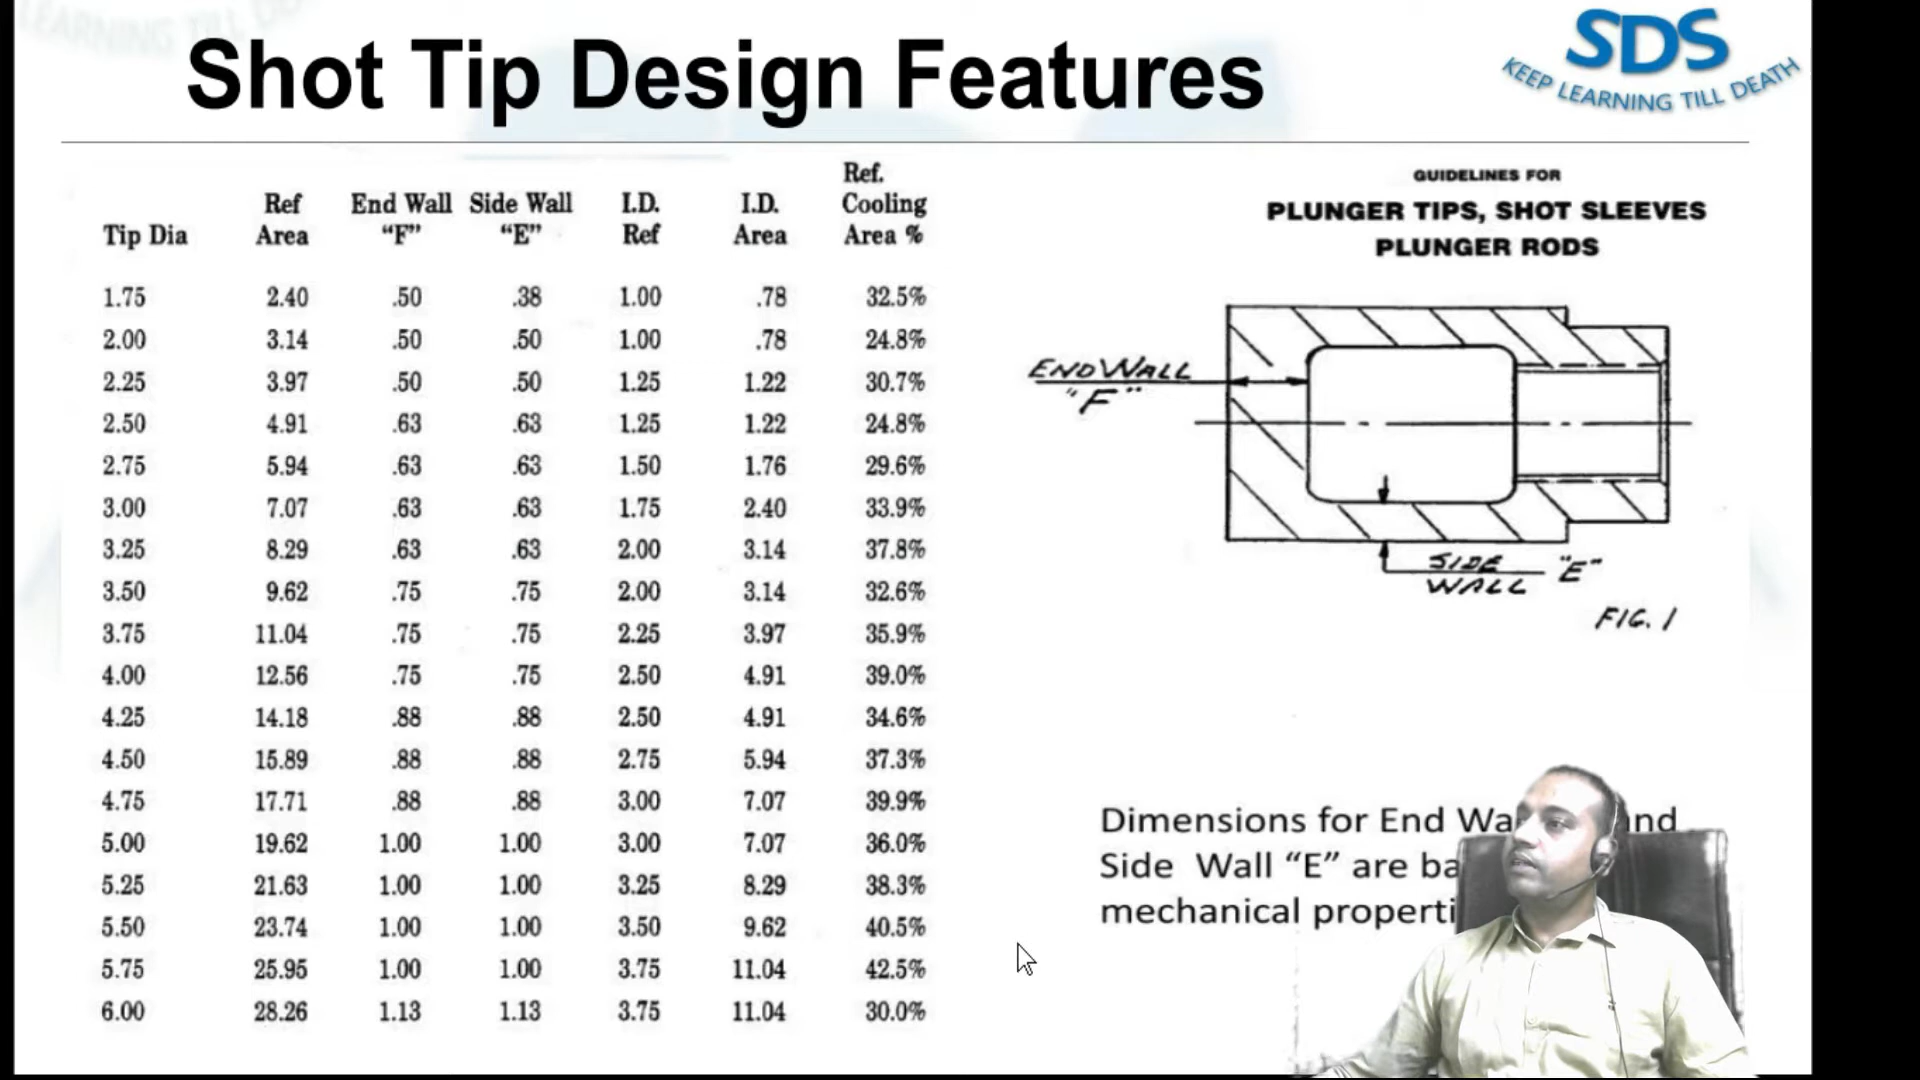 LEARNING TILL D
Shot Tip Design Features
SDS
KEEP LEARNING TILL DEATH
Tip Dia Ref Area End Wall “F” Side Wall “E” I.D. Ref I.D. Area Ref. Cooling Area %
1.75 2.40 .50 .38 1.00 .78 32.5%
2.00 3.14 .50 .50 1.00 .78 24.8%
2.25 3.97 .50 .50 1.25 1.22 30.7%
2.50 4.91 .63 .63 1.25 1.22 24.8%
2.75 5.94 .63 .63 1.50 1.76 29.6%
3.00 7.07 .63 .63 1.75 2.40 33.9%
3.25 8.29 .63 .63 2.00 3.14 37.8%
3.50 9.62 .75 .75 2.00 3.14 32.6%
3.75 11.04 .75 .75 2.25 3.97 35.9%
4.00 12.56 .75 .75 2.50 4.91 39.0%
4.25 14.18 .88 .88 2.50 4.91 34.6%
4.50 15.89 .88 .88 2.75 5.94 37.3%
4.75 17.71 .88 .88 3.00 7.07 39.9%
5.00 19.62 1.00 1.00 3.00 7.07 36.0%
5.25 21.63 1.00 1.00 3.25 8.29 38.3%
5.50 23.74 1.00 1.00 3.50 9.62 40.5%
5.75 25.95 1.00 1.00 3.75 11.04 42.5%
6.00 28.26 1.13 1.13 3.75 11.04 30.0%
GUIDELINES FOR
PLUNGER TIPS, SHOT SLEEVES
PLUNGER RODS
END WALL
"F"
SIDE
WALL "E"
FIG. 1
Dimensions for End Wa nd
Side Wall “E” are ba
mechanical properti